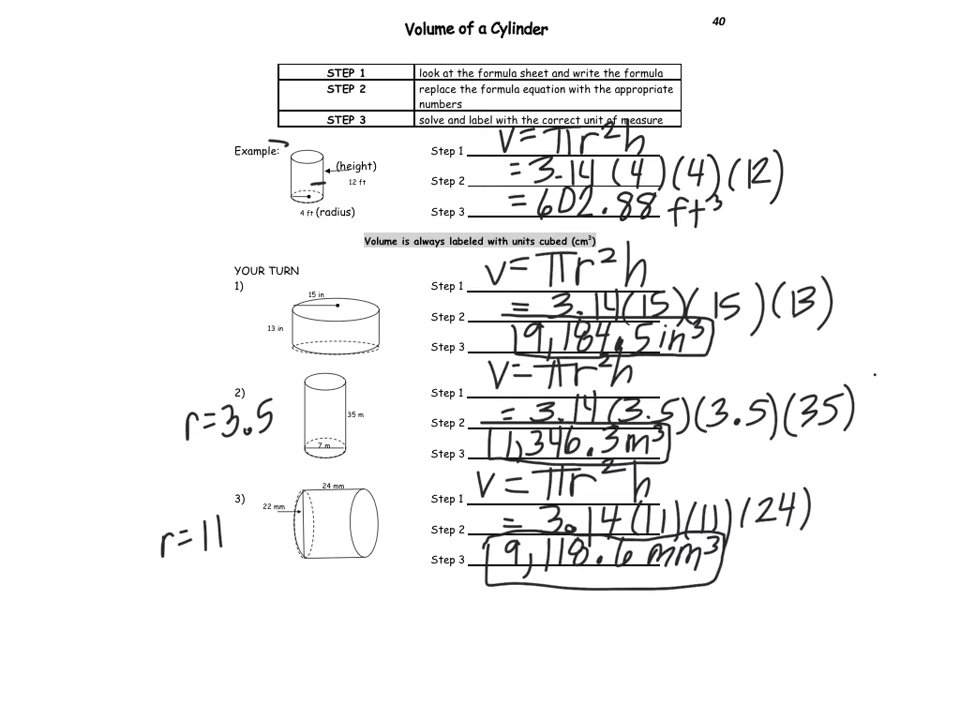 40
Volume of a Cylinder
STEP 1 look at the formula sheet and write the formula
STEP 2 replace the formula equation with the appropriate numbers
STEP 3 solve and label with the correct unit of measure
Example:
(height)
12 ft
4 ft (radius)
Step 1 V = πr²h
Step 2 = 3.14 (4)(4)(12)
Step 3 = 602.88 ft³
Volume is always labeled with units cubed (cm³)
YOUR TURN
1)
15 in
13 in
Step 1 V = πr²h
Step 2 = 3.14(15)(15)(13)
Step 3 9,184.5 in³
2)
r = 3.5
35 m
7 m
Step 1 V = πr²h
Step 2 = 3.14 (3.5)(3.5)(35)
Step 3 1,346.3 m³
3)
24 mm
22 mm
r = 11
Step 1 V = πr²h
Step 2 = 3.14 (11)(11)(24)
Step 3 9,118.6 mm³